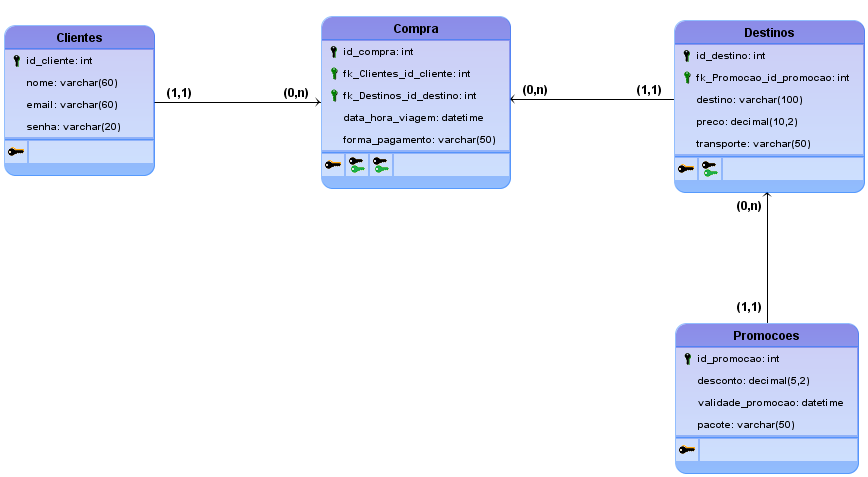 Clientes
id_cliente: int
nome: varchar(60)
email: varchar(60)
senha: varchar(20)
(1,1)
(0,n)
Compra
id_compra: int
fk_Clientes_id_cliente: int
fk_Destinos_id_destino: int
data_hora_viagem: datetime
forma_pagamento: varchar(50)
(0,n)
(1,1)
Destinos
id_destino: int
fk_Promocao_id_promocao: int
destino: varchar(100)
preco: decimal(10,2)
transporte: varchar(50)
(0,n)
(1,1)
Promocoes
id_promocao: int
desconto: decimal(5,2)
validade_promocao: datetime
pacote: varchar(50)